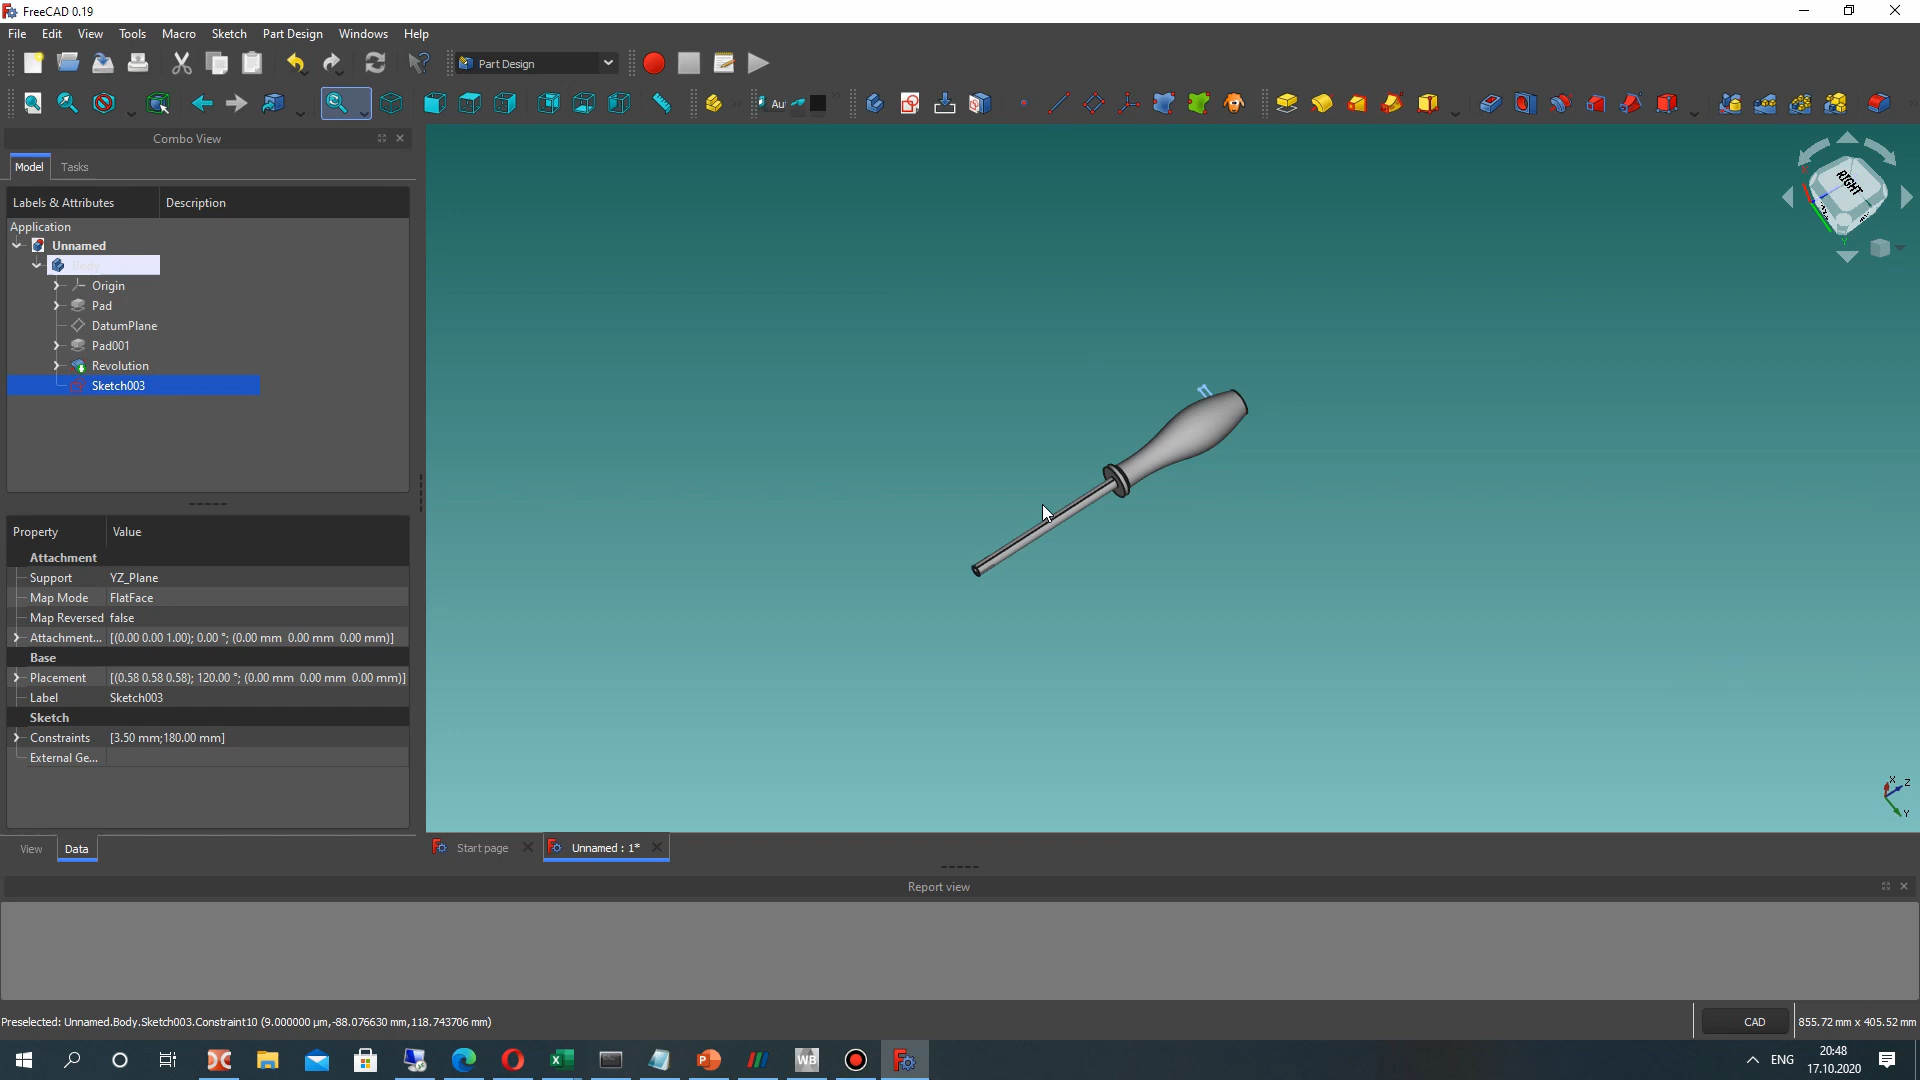 FreeCAD 0.19
File Edit View Tools Macro Sketch Part Design Windows Help
Part Design
Combo View
Model Tasks
Labels & Attributes Description
Application
Unnamed
Body
Origin
Pad
DatumPlane
Pad001
Revolution
Sketch003
RIGHT
Property Value
Attachment
Support YZ_Plane
Map Mode FlatFace
Map Reversed false
Attachment... [(0.00 0.00 1.00); 0.00 °; (0.00 mm 0.00 mm 0.00 mm)]
Base
Placement [(0.58 0.58 0.58); 120.00 °; (0.00 mm 0.00 mm 0.00 mm)]
Label Sketch003
Sketch
Constraints [3.50 mm;180.00 mm]
External Ge...
X Z
Y
View Data
Start page Unnamed : 1*
Report view
Preselected: Unnamed.Body.Sketch003.Constraint10 (9.000000 µm,-88.076630 mm,118.743706 mm)
CAD 855.72 mm x 405.52 mm
WB
ENG
20:48
17.10.2020